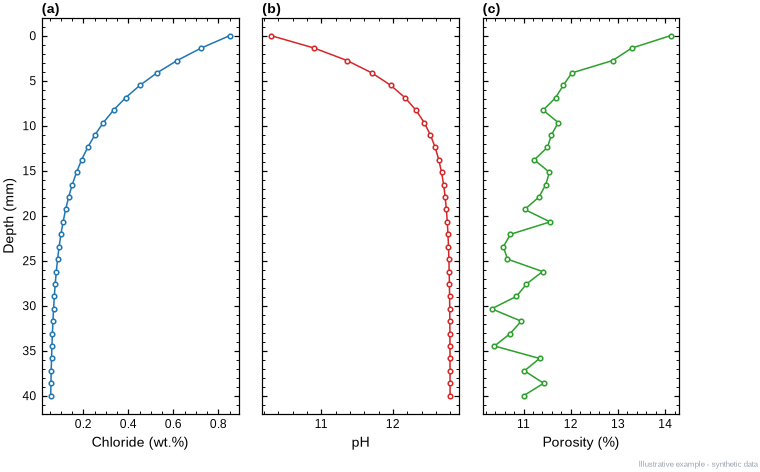 (a) (b) (c)
0
5
10
15
20
25
30
35
40
Depth (mm)
0.2 0.4 0.6 0.8 11 12 11 12 13 14
Chloride (wt.%) pH Porosity (%)
Illustrative example - synthetic data